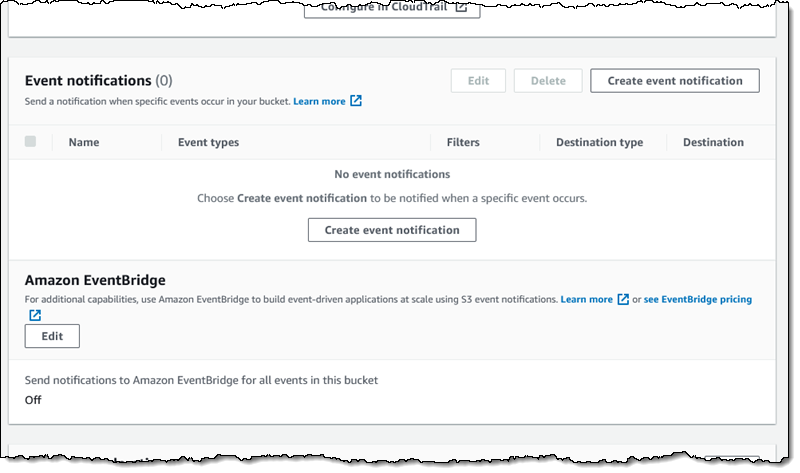 Configure in CloudTrail
Event notifications (0)
Edit
Delete
Create event notification
Send a notification when specific events occur in your bucket. Learn more
Name
Event types
Filters
Destination type
Destination
No event notifications
Choose Create event notification to be notified when a specific event occurs.
Create event notification
Amazon EventBridge
For additional capabilities, use Amazon EventBridge to build event-driven applications at scale using S3 event notifications. Learn more or see EventBridge pricing
Edit
Send notifications to Amazon EventBridge for all events in this bucket
Off